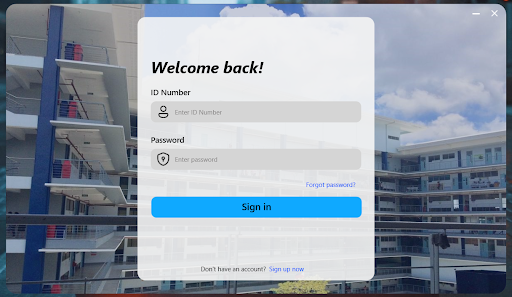 Welcome back!
ID Number
Enter ID Number
Password
Enter password
Forgot password?
Sign in
Don't have an account? Sign up now